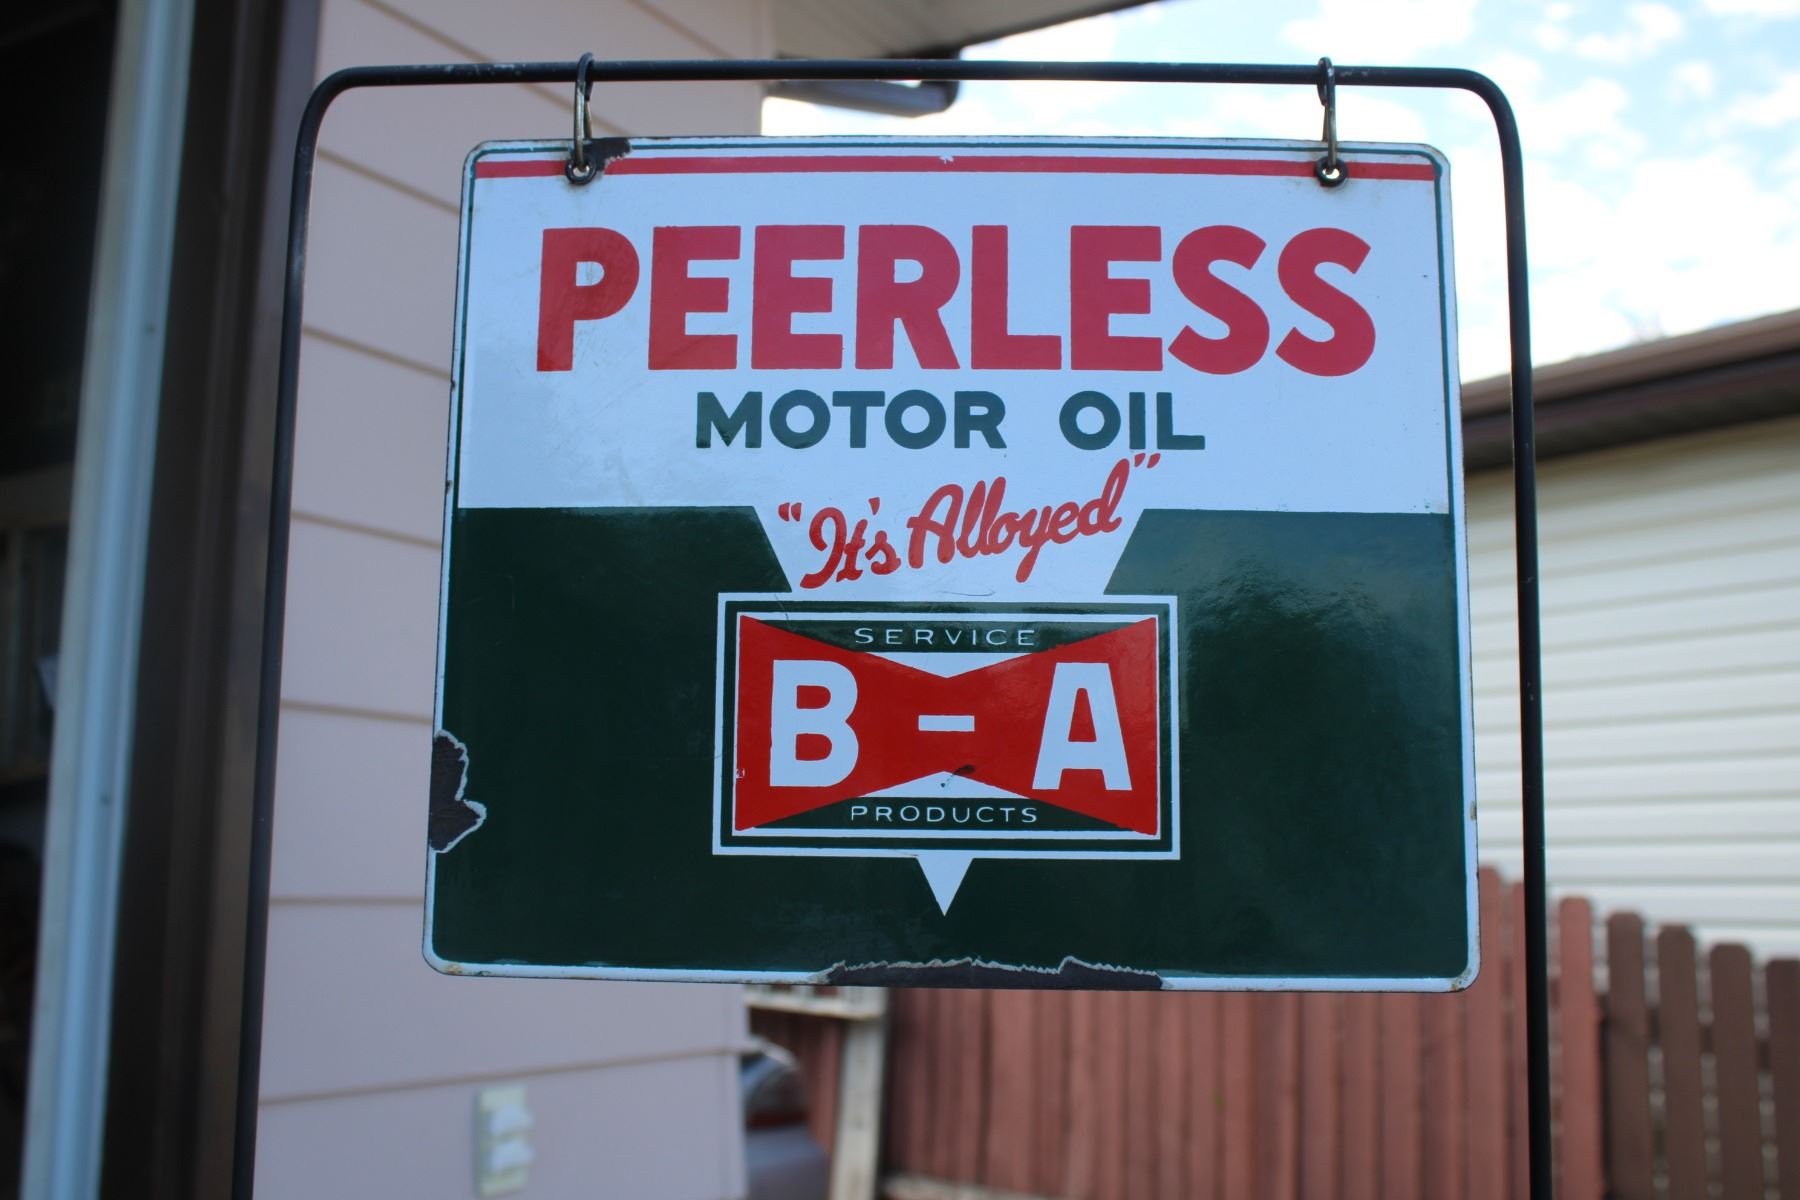 PEERLESS
MOTOR OIL
"It's Alloyed"
SERVICE
B-A
PRODUCTS